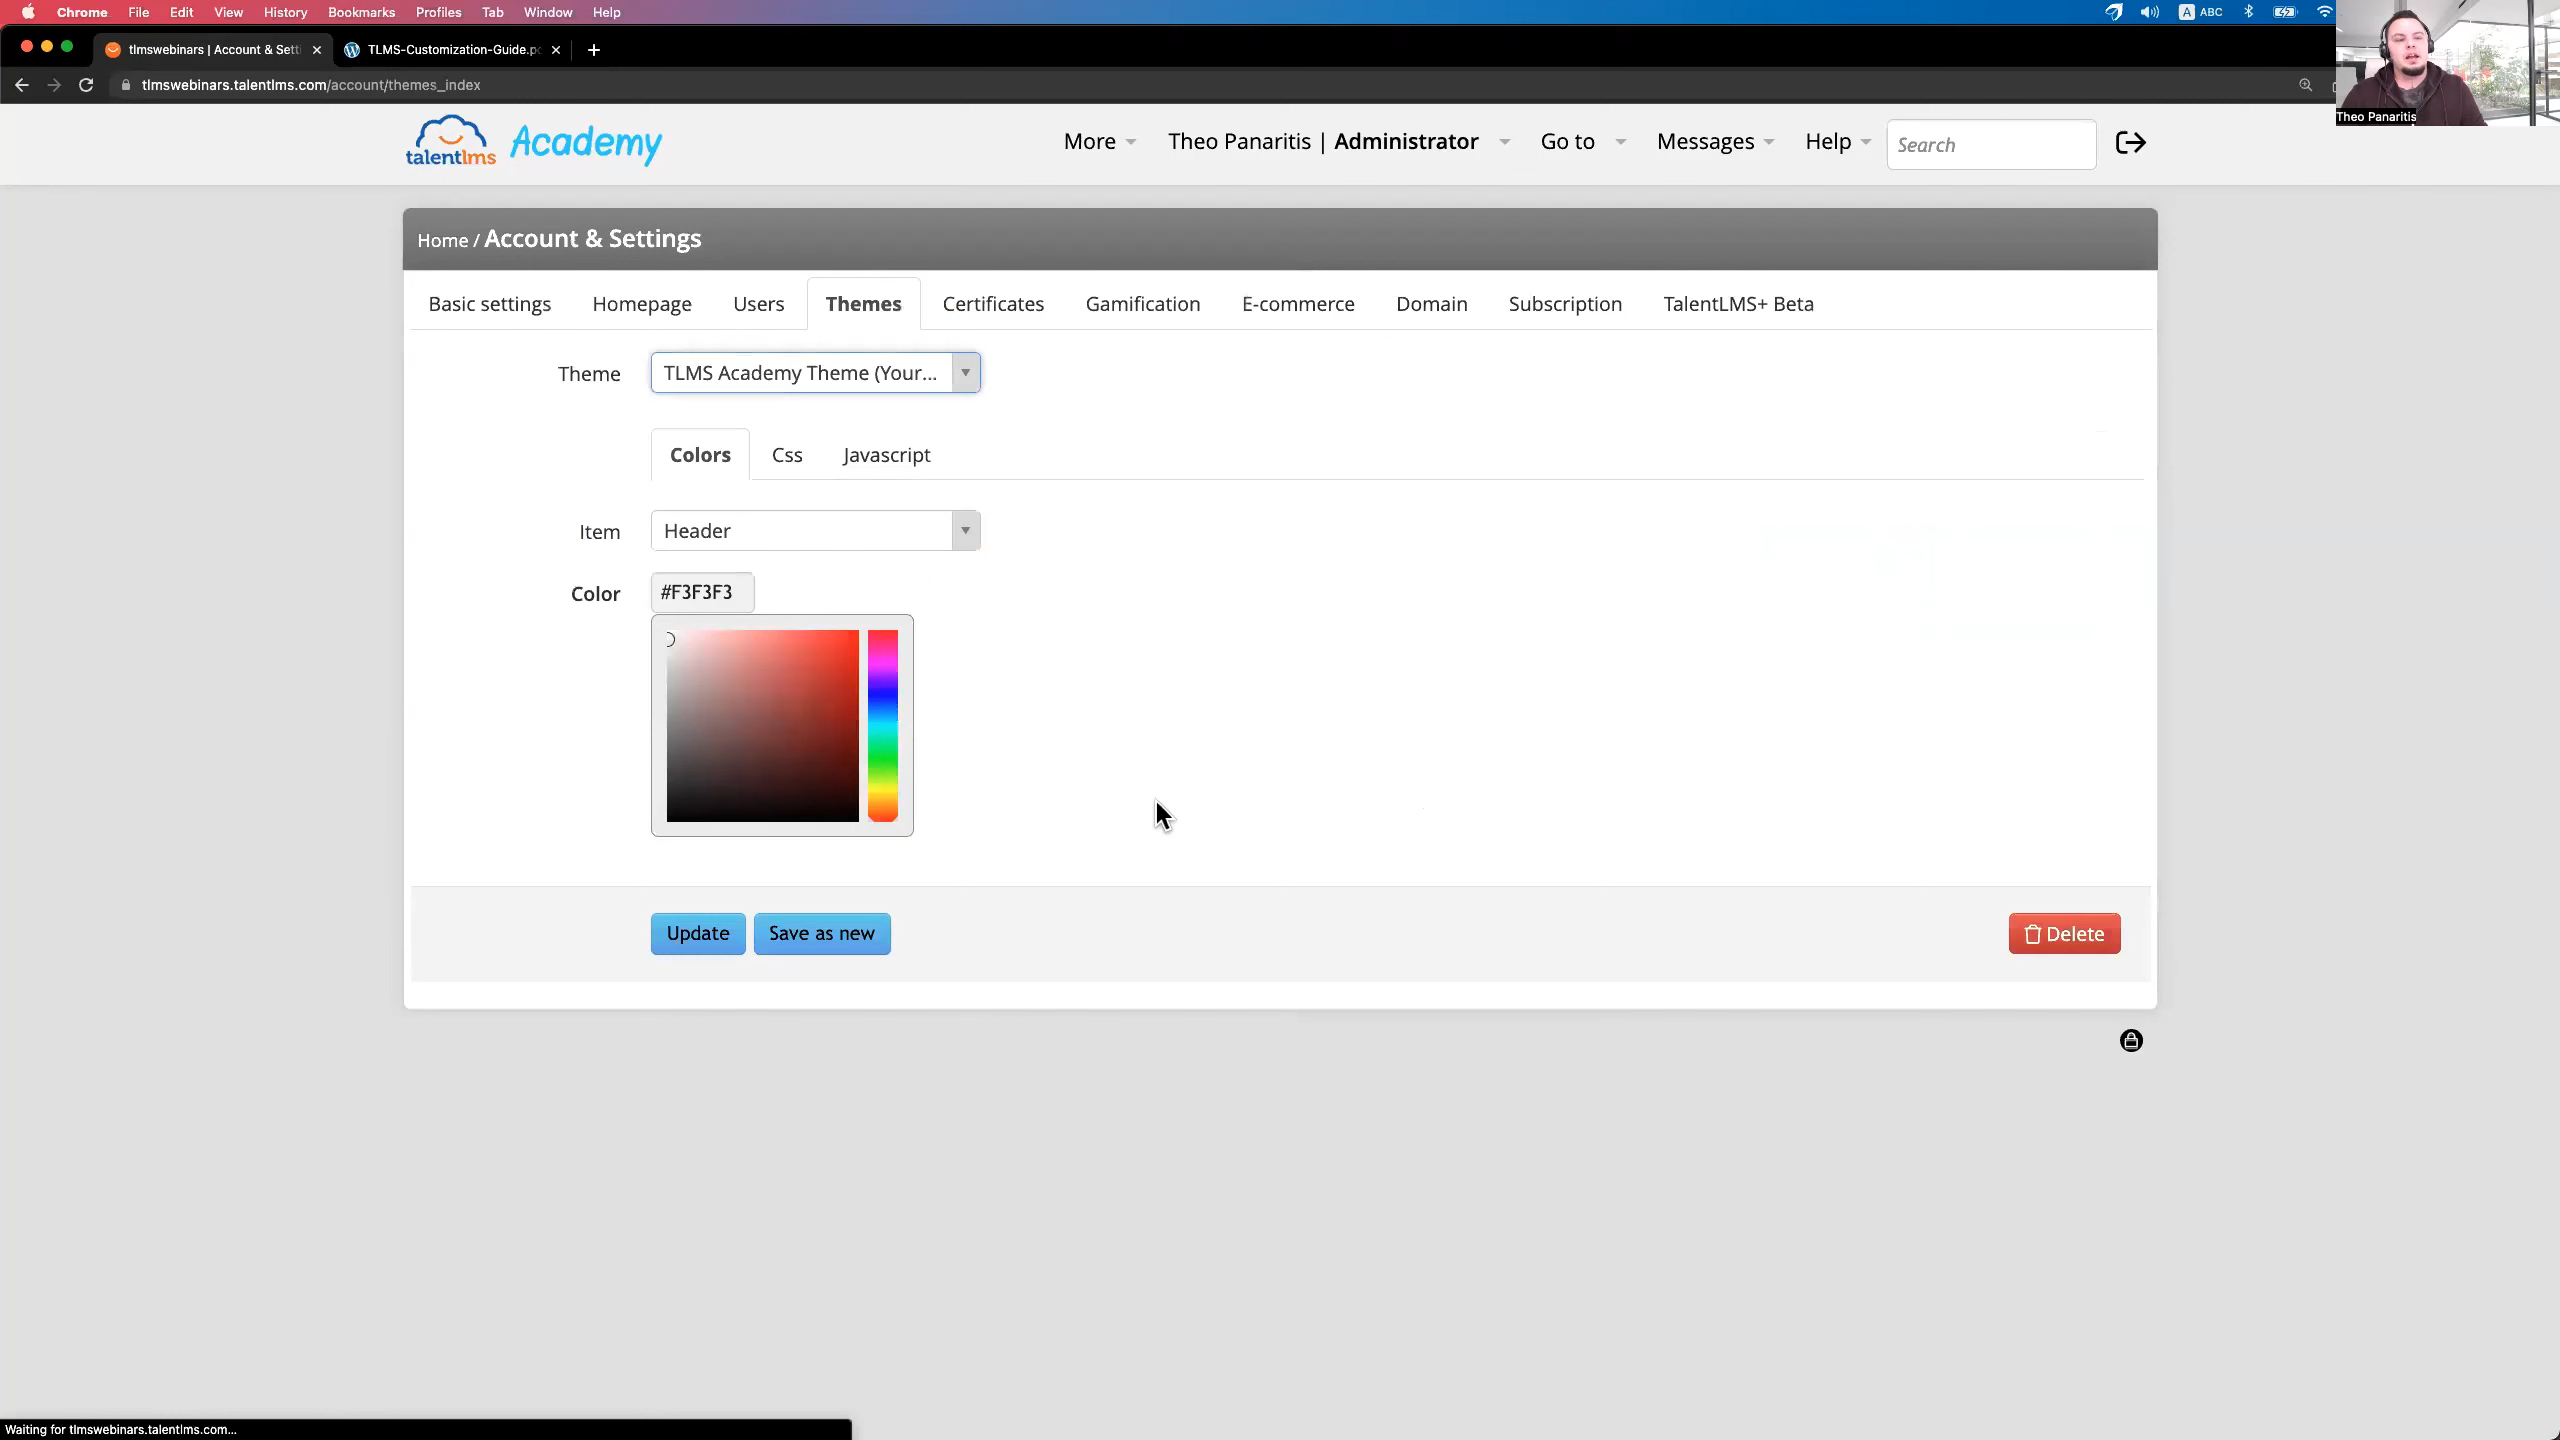 Chrome File Edit View History Bookmarks Profiles Tab Window Help A ABC
tlmswebinars | Account & Setti TLMS-Customization-Guide.pd
tlmswebinars.talentlms.com/account/themes_index
Theo Panaritis
talentlms Academy More Theo Panaritis | Administrator Go to Messages Help Search
Home / Account & Settings
Basic settings Homepage Users Themes Certificates Gamification E-commerce Domain Subscription TalentLMS+ Beta
Theme TLMS Academy Theme (Your...
Colors Css Javascript
Item Header
Color #F3F3F3
Update Save as new Delete
Waiting for tlmswebinars.talentlms.com...